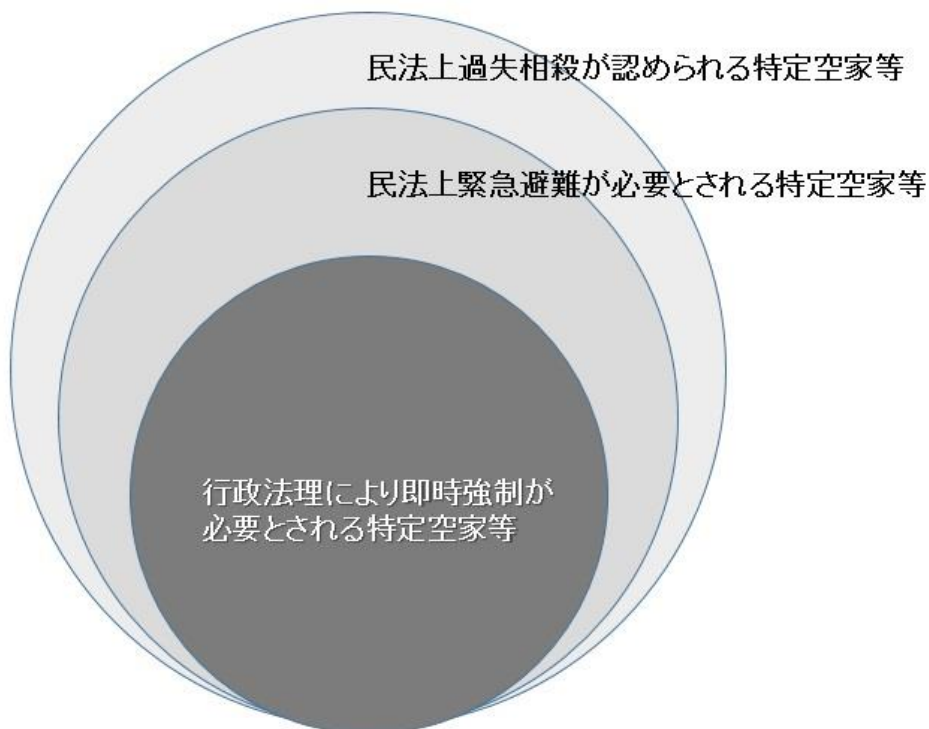 民法上過失相殺が認められる特定空家等
民法上緊急避難が必要とされる特定空家等
行政法理により即時強制が
必要とされる特定空家等